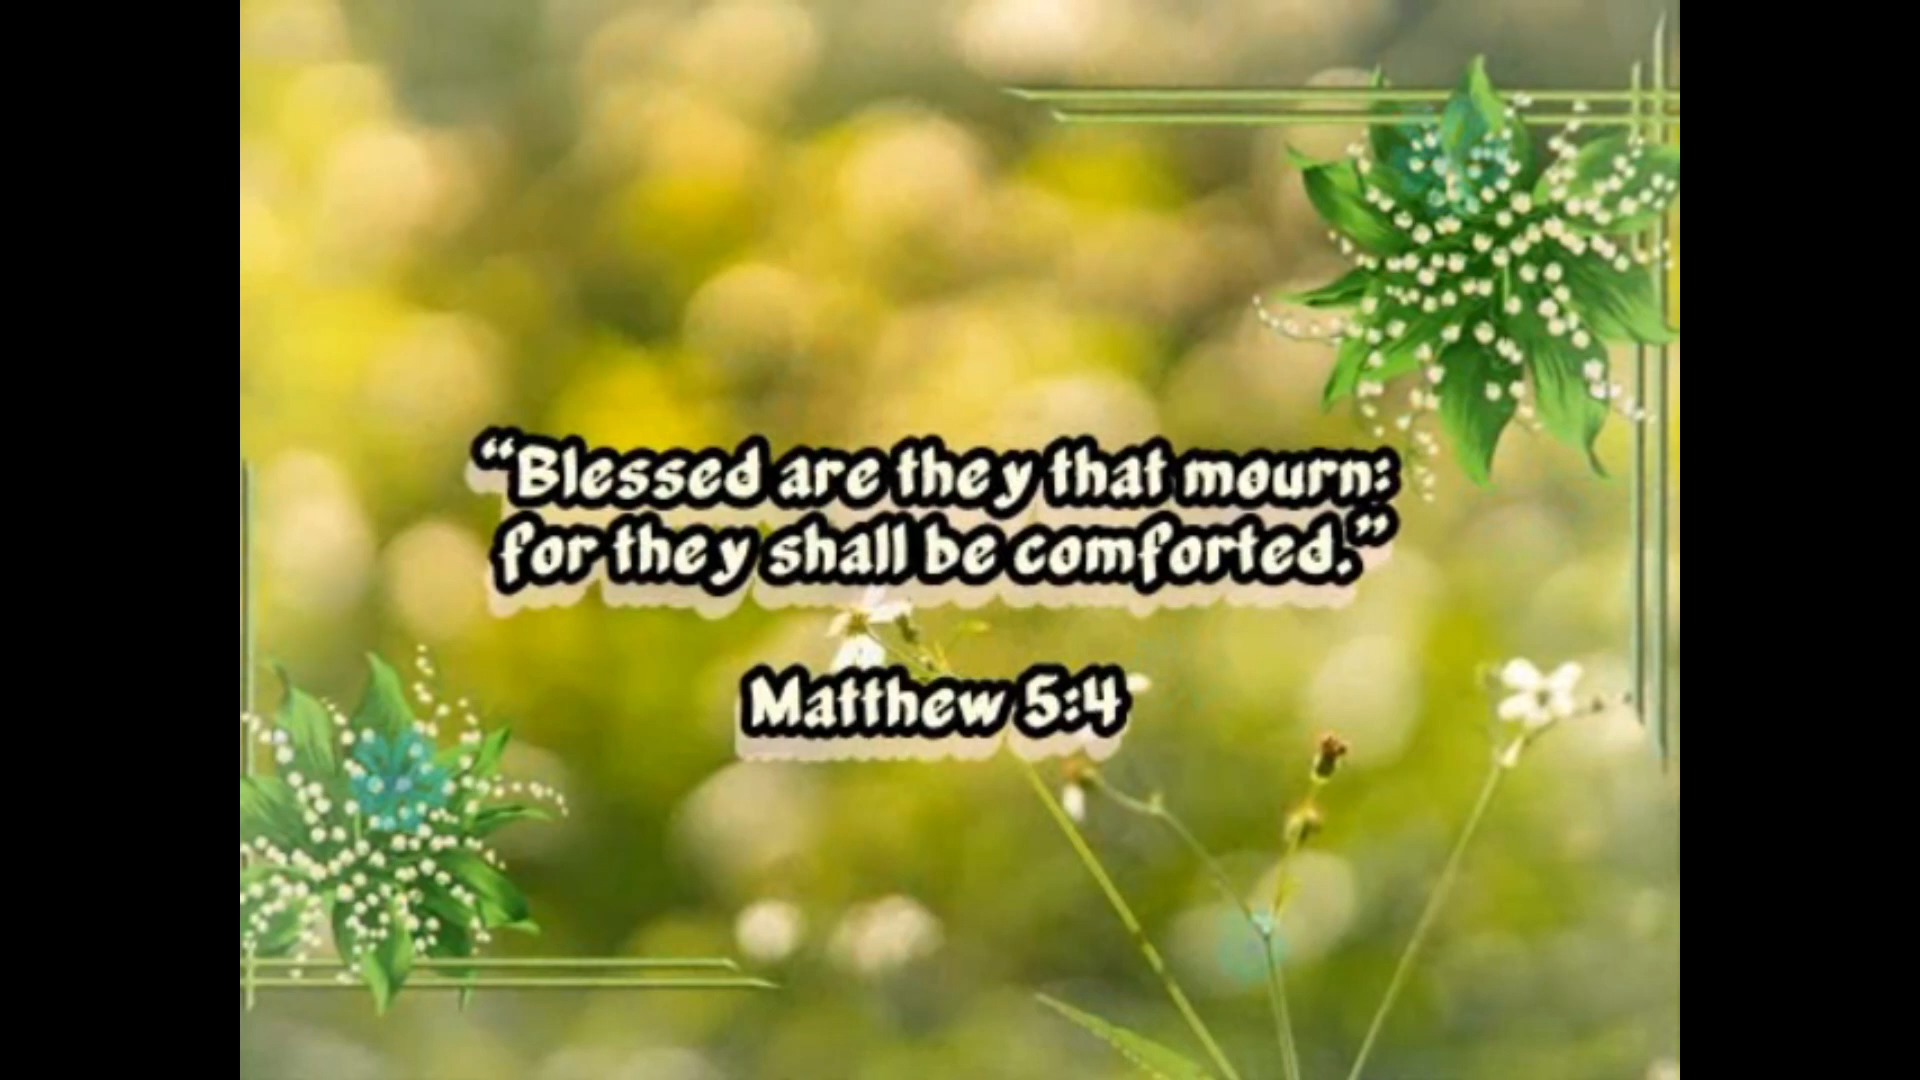 “Blessed are they that mourn:
for they shall be comforted.”
Matthew 5:4